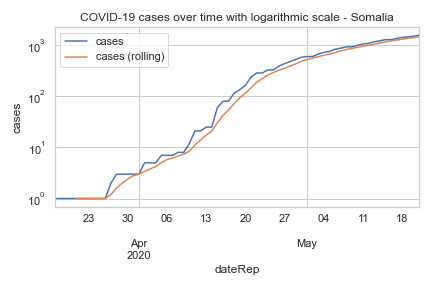 COVID-19 cases over time with logarithmic scale - Somalia
cases
cases (rolling)
10³
10²
10¹
10⁰
cases
23 30 06 13 20 27 04 11 18
Apr May
2020
dateRep